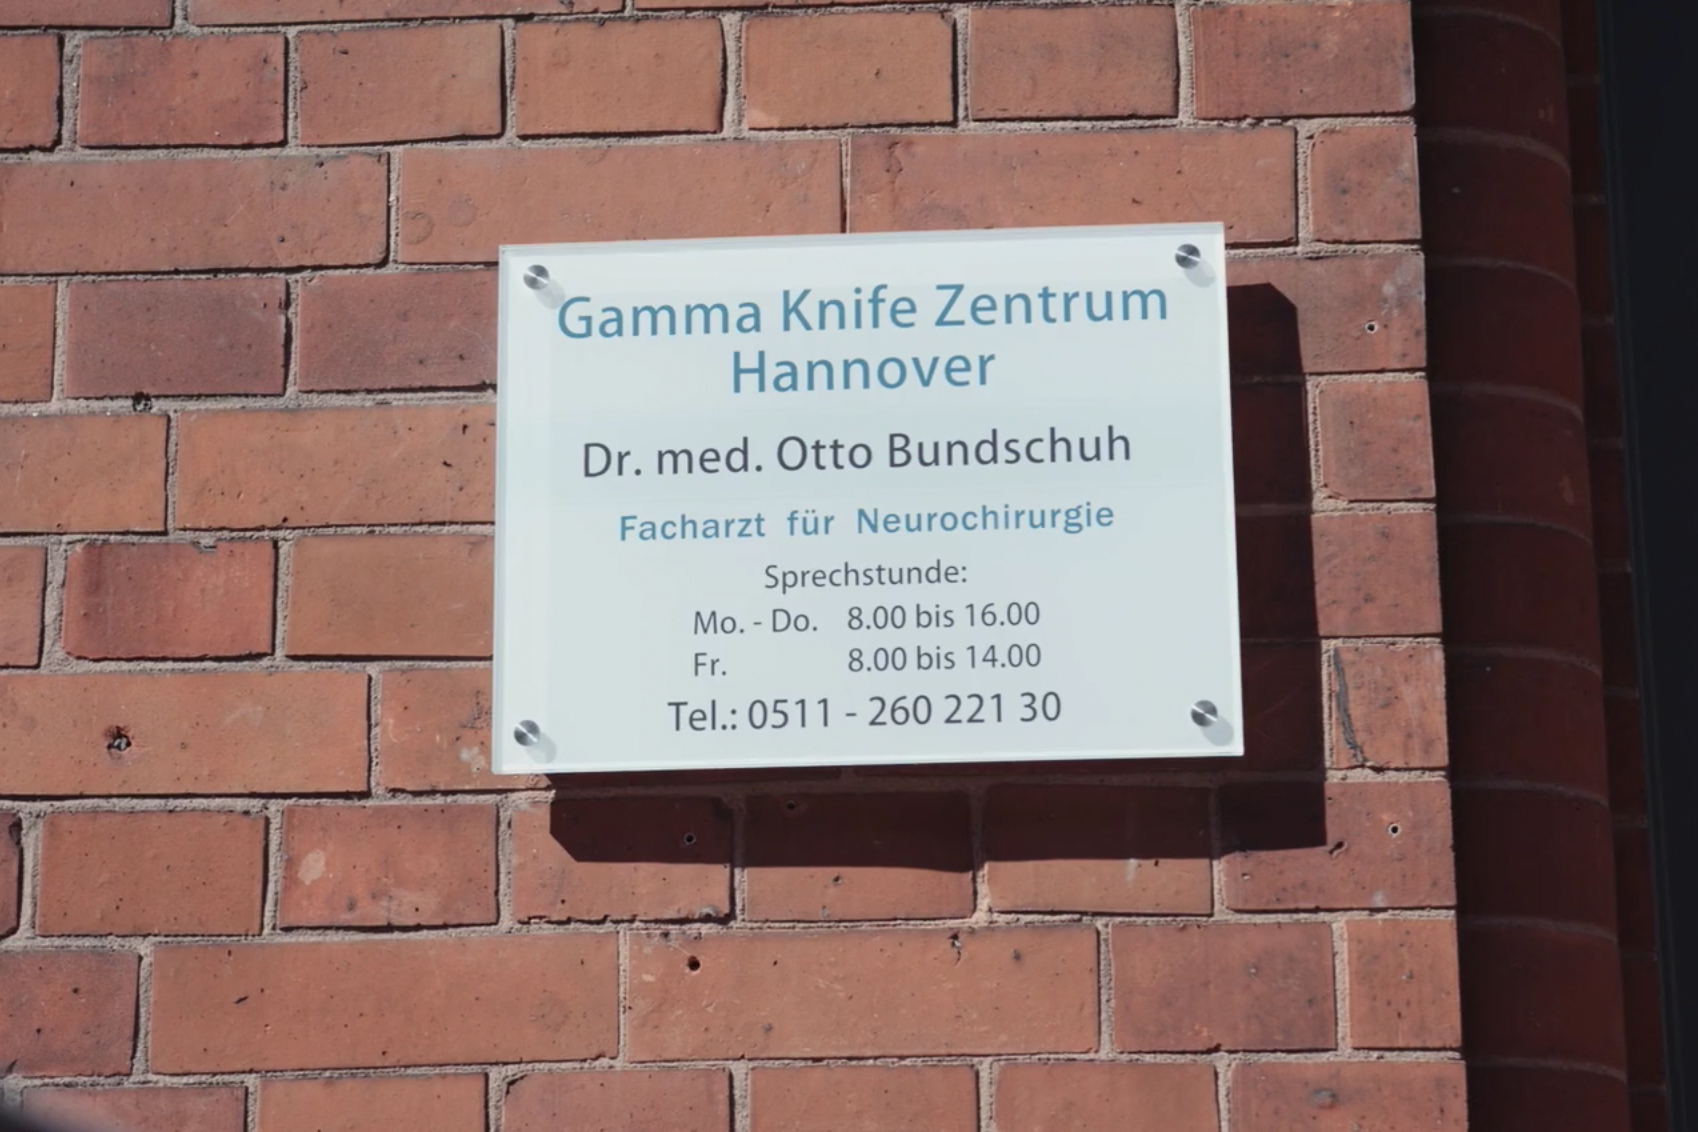 Gamma Knife Zentrum
Hannover
Dr. med. Otto Bundschuh
Facharzt für Neurochirurgie
Sprechstunde:
Mo. - Do. 8.00 bis 16.00
Fr. 8.00 bis 14.00
Tel.: 0511 - 260 221 30